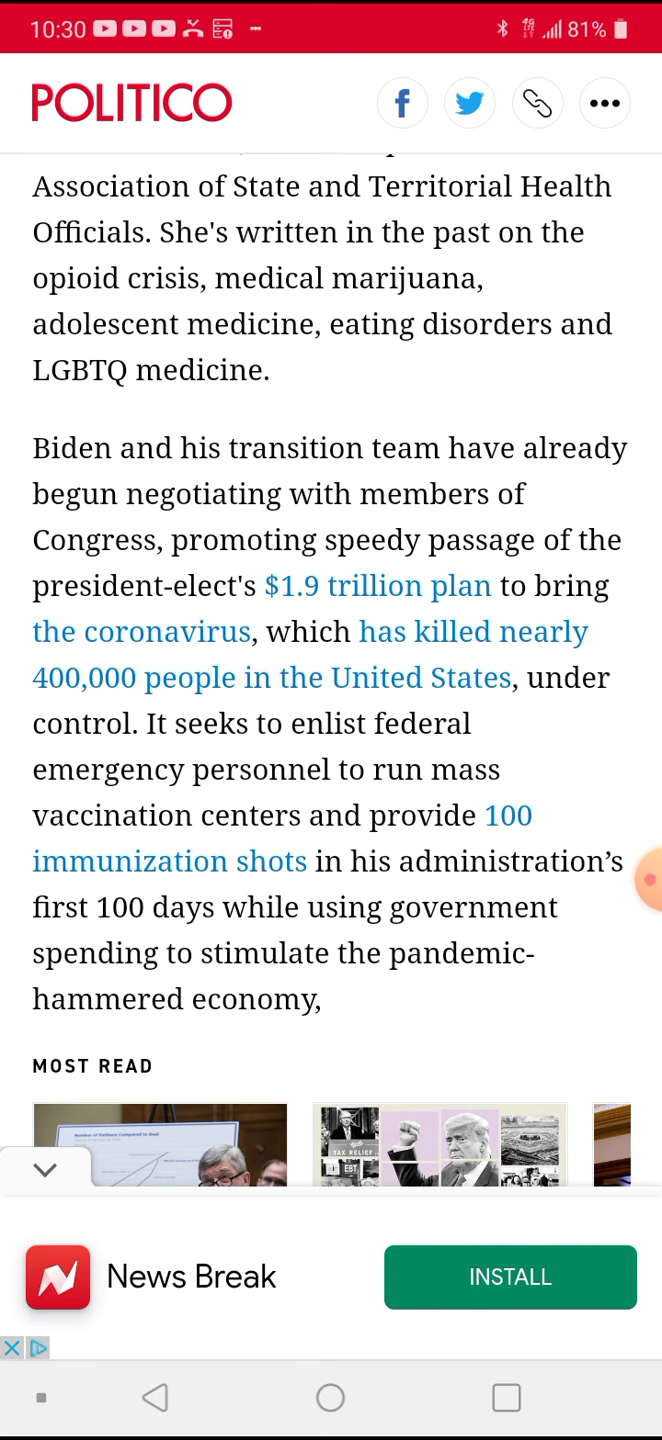 10:30
4G
81%
POLITICO
Association of State and Territorial Health
Officials. She's written in the past on the
opioid crisis, medical marijuana,
adolescent medicine, eating disorders and
LGBTQ medicine.
Biden and his transition team have already
begun negotiating with members of
Congress, promoting speedy passage of the
president-elect's $1.9 trillion plan to bring
the coronavirus, which has killed nearly
400,000 people in the United States, under
control. It seeks to enlist federal
emergency personnel to run mass
vaccination centers and provide 100
immunization shots in his administration’s
first 100 days while using government
spending to stimulate the pandemic-
hammered economy,
MOST READ
TAX RELIEF
EBT
News Break
INSTALL